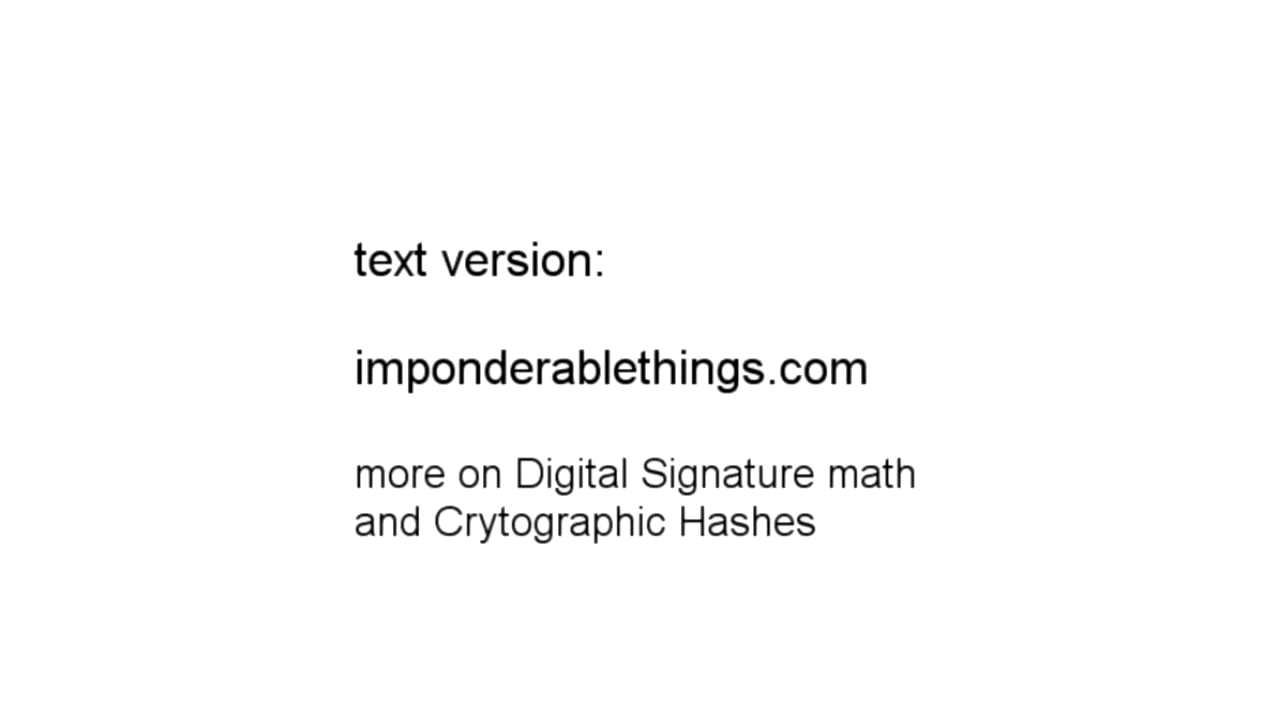 text version:
imponderablethings.com
more on Digital Signature math
and Crytographic Hashes